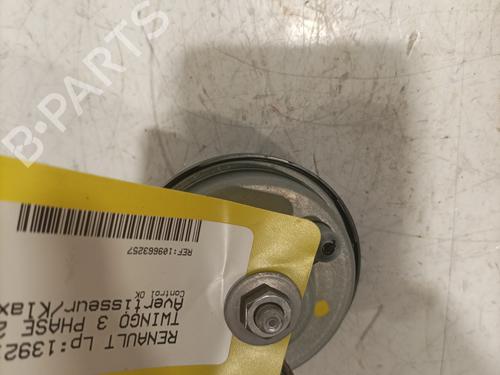 B-PARTS
REF:109663257
Control OK
Avertisseur/Klax
TWINGO 3 PHASE 2
RENAULT Lp:1392